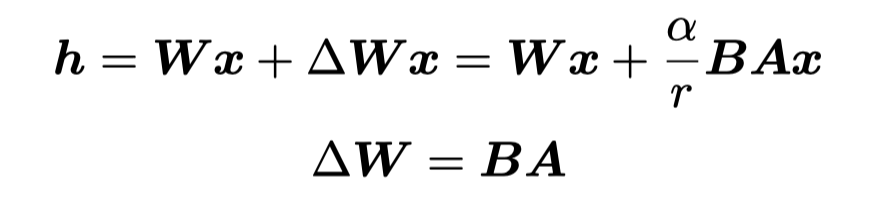 h = Wx + ΔWx = Wx + α/r BAx
ΔW = BA